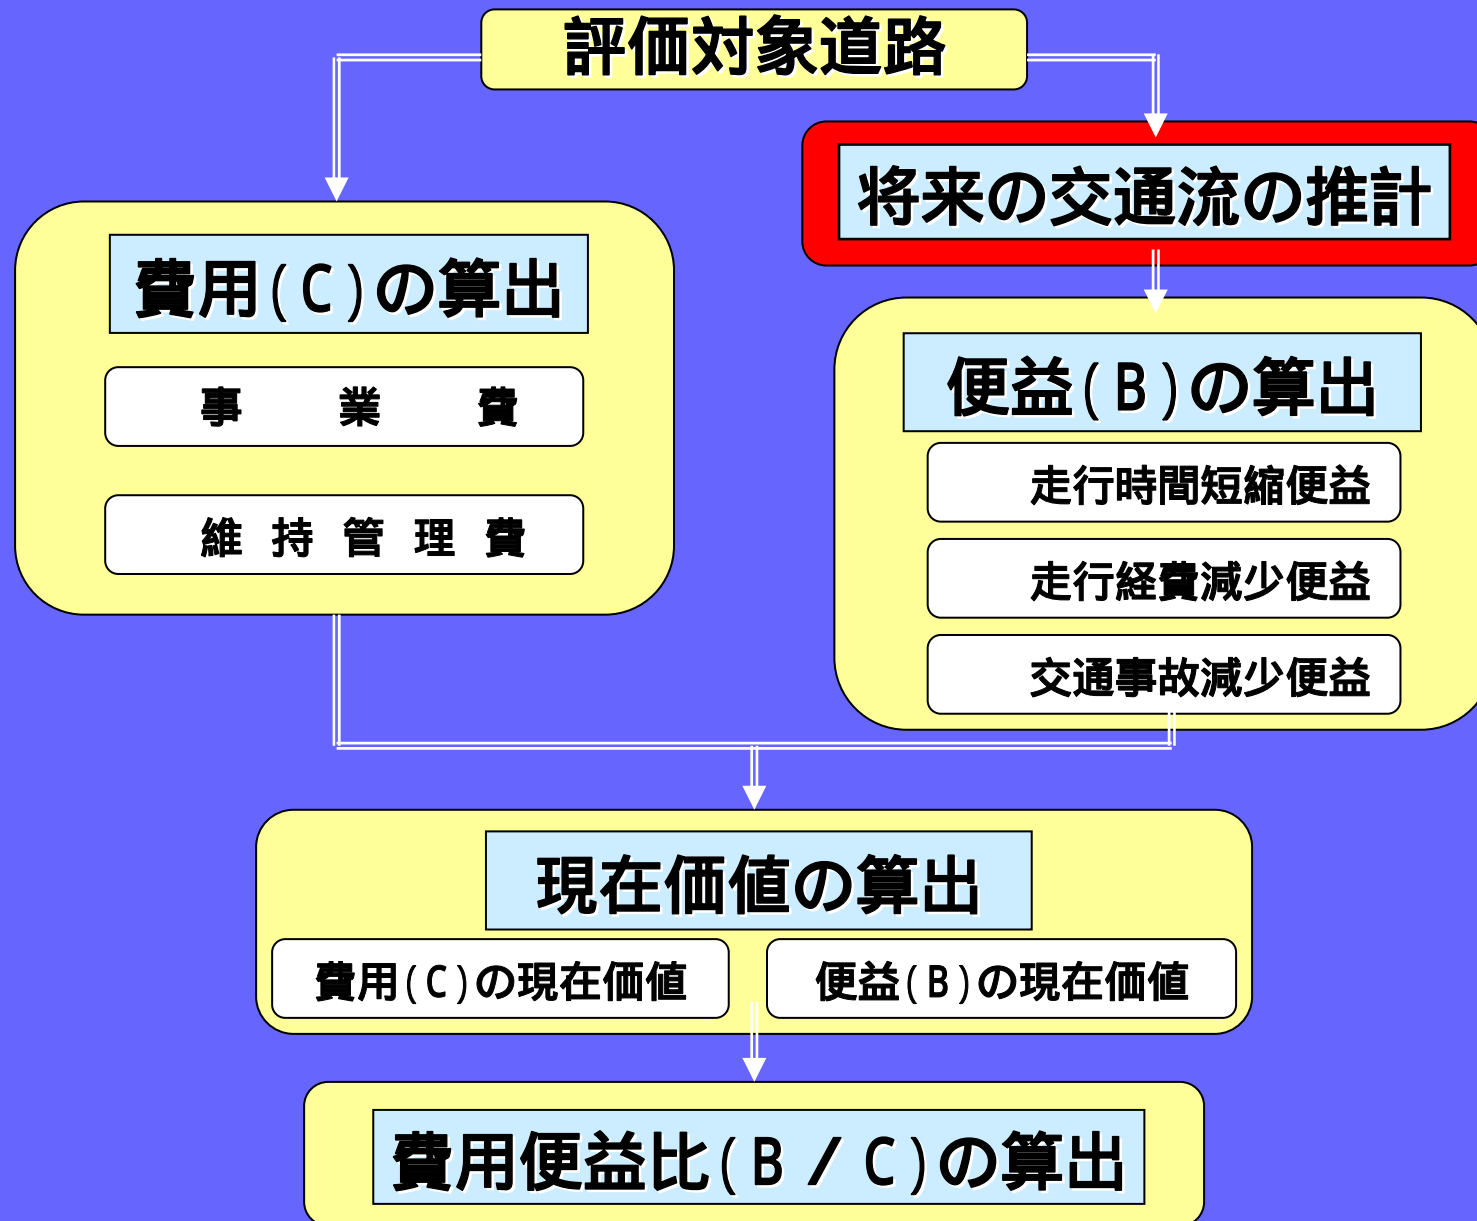 評価対象道路
将来の交通流の推計
費用(C)の算出
事　業　費
維 持 管 理 費
便益(B)の算出
走行時間短縮便益
走行経費減少便益
交通事故減少便益
現在価値の算出
費用(C)の現在価値
便益(B)の現在価値
費用便益比(B/C)の算出